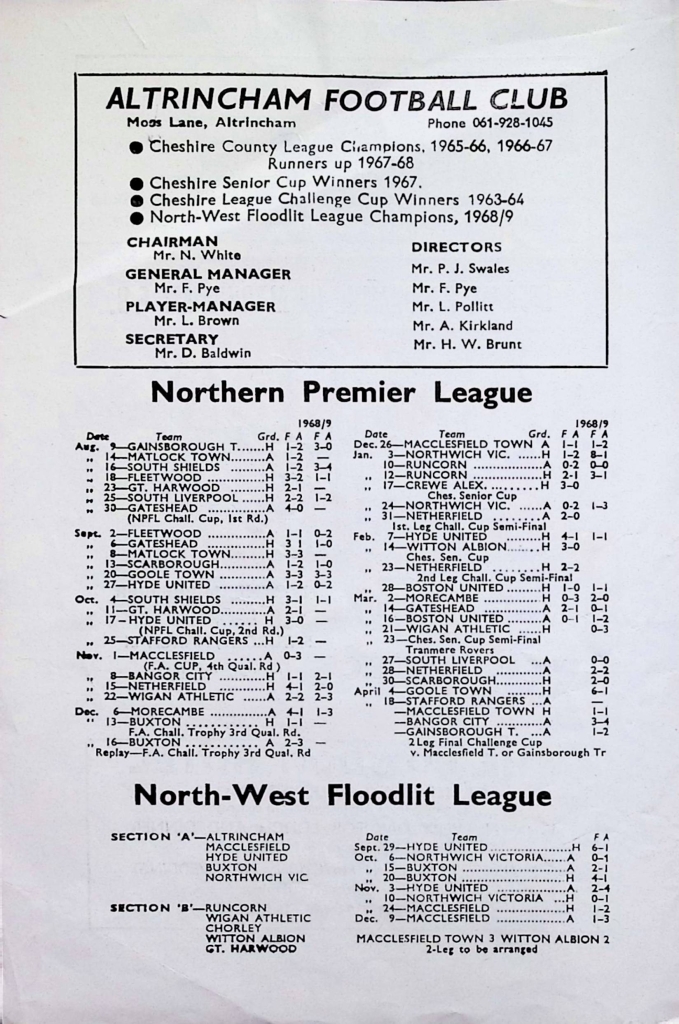 ALTRINCHAM FOOTBALL CLUB
Moss Lane, Altrincham Phone 061-928-1045
● Cheshire County League Champions, 1965-66, 1966-67
Runners up 1967-68
● Cheshire Senior Cup Winners 1967.
● Cheshire League Challenge Cup Winners 1963-64
● North-West Floodlit League Champions, 1968/9
CHAIRMAN
Mr. N. White
GENERAL MANAGER
Mr. F. Pye
PLAYER-MANAGER
Mr. L. Brown
SECRETARY
Mr. D. Baldwin
DIRECTORS
Mr. P. J. Swales
Mr. F. Pye
Mr. L. Pollitt
Mr. A. Kirkland
Mr. H. W. Brunt
Northern Premier League
1968/9
Date Team Grd. F A F A
Aug. 9—GAINSBOROUGH T.......H 1-2 3-0
,, 14—MATLOCK TOWN..........A 1-2 —
,, 16—SOUTH SHIELDS ..........A 1-2 3-4
,, 18—FLEETWOOD ..............H 3-2 1-1
,, 23—GT. HARWOOD ..........H 2-1 —
,, 25—SOUTH LIVERPOOL ......H 2-2 1-2
,, 30—GATESHEAD ..............A 4-0 —
(NPFL Chall. Cup, 1st Rd.)
Sept. 2—FLEETWOOD ..............A 1-1 0-2
,, 6—GATESHEAD ..............H 3 1 1-0
,, 8—MATLOCK TOWN..........H 3-3 —
,, 13—SCARBOROUGH..........A 1-2 1-0
,, 20—GOOLE TOWN ............A 3-3 3-3
,, 27—HYDE UNITED ............A 1-2 0-2
Oct. 4—SOUTH SHIELDS ..........H 3-1 1-1
,, 11—GT. HARWOOD............A 2-1 —
,, 17-HYDE UNITED ............H 3-0 —
(NPFL Chall. Cup, 2nd Rd.)
,, 25—STAFFORD RANGERS ...H 1-2 —
Nov. 1—MACCLESFIELD ............A 0-3 —
(F.A. CUP, 4th Qual. Rd )
,, 8—BANGOR CITY ............H 1-1 2-1
,, 15—NETHERFIELD ............H 4-1 2-0
,, 22—WIGAN ATHLETIC ......A 2-2 2-3
Dec. 6—MORECAMBE ..............A 4-1 1-3
" 13—BUXTON ..................H 1-1 —
F.A. Chall. Trophy 3rd Qual. Rd.
,, 16—BUXTON ..................A 2-3 —
Replay—F.A. Chall. Trophy 3rd Qual. Rd
1968/9
Date Team Grd. F A F A
Dec. 26—MACCLESFIELD TOWN A 1-1 1-2
Jan. 3—NORTHWICH VIC. ......H 1-2 8-1
,, 10—RUNCORN ................A 0-2 0-0
,, 12—RUNCORN ................H 2-1 3-1
,, 17—CREWE ALEX. ............H 3-0
Ches. Senior Cup
,, 24—NORTHWICH VIC. ......A 0-2 1-3
,, 31—NETHERFIELD ............A 2-0
1st. Leg Chall. Cup Semi-Final
Feb. 7—HYDE UNITED ............H 4-1 1-1
,, 14—WITTON ALBION..........H 3-0
Ches. Sen. Cup
,, 23—NETHERFIELD ............H 2-2
2nd Leg Chall. Cup Semi-Final
,, 28—BOSTON UNITED ........H 1-0 1-1
Mar. 2—MORECAMBE ..............H 0-3 2-0
,, 14—GATESHEAD ..............A 2-1 0-1
,, 16—BOSTON UNITED ........A 0-1 1-2
,, 21—WIGAN ATHLETIC ......H 0-3
,, 23—Ches. Sen. Cup Semi-Final
Tranmere Rovers
,, 27—SOUTH LIVERPOOL ...A 0-0
,, 28—NETHERFIELD ............A 2-2
,, 30—SCARBOROUGH..........H 2-0
April 4—GOOLE TOWN ............H 6-1
,, 18—STAFFORD RANGERS ...A —
—MACCLESFIELD TOWN H 1-1
—BANGOR CITY ............A 3-4
—GAINSBOROUGH T. ...A 1-2
2 Leg Final Challenge Cup
v. Macclesfield T. or Gainsborough Tr
North-West Floodlit League
SECTION 'A'—ALTRINCHAM
MACCLESFIELD
HYDE UNITED
BUXTON
NORTHWICH VIC
SECTION 'B'—RUNCORN
WIGAN ATHLETIC
CHORLEY
WITTON ALBION
GT. HARWOOD
Date Team F A
Sept. 29—HYDE UNITED ..................H 6-1
Oct. 6—NORTHWICH VICTORIA......A 0-1
,, 15—BUXTON ........................A 2-1
,, 20—BUXTON ........................H 4-1
Nov. 3—HYDE UNITED ..................A 2-4
,, 10—NORTHWICH VICTORIA ...H 0-1
,, 24—MACCLESFIELD ................H 1-2
Dec. 9—MACCLESFIELD ................A 1-3
MACCLESFIELD TOWN 3 WITTON ALBION 2
2-Leg to be arranged